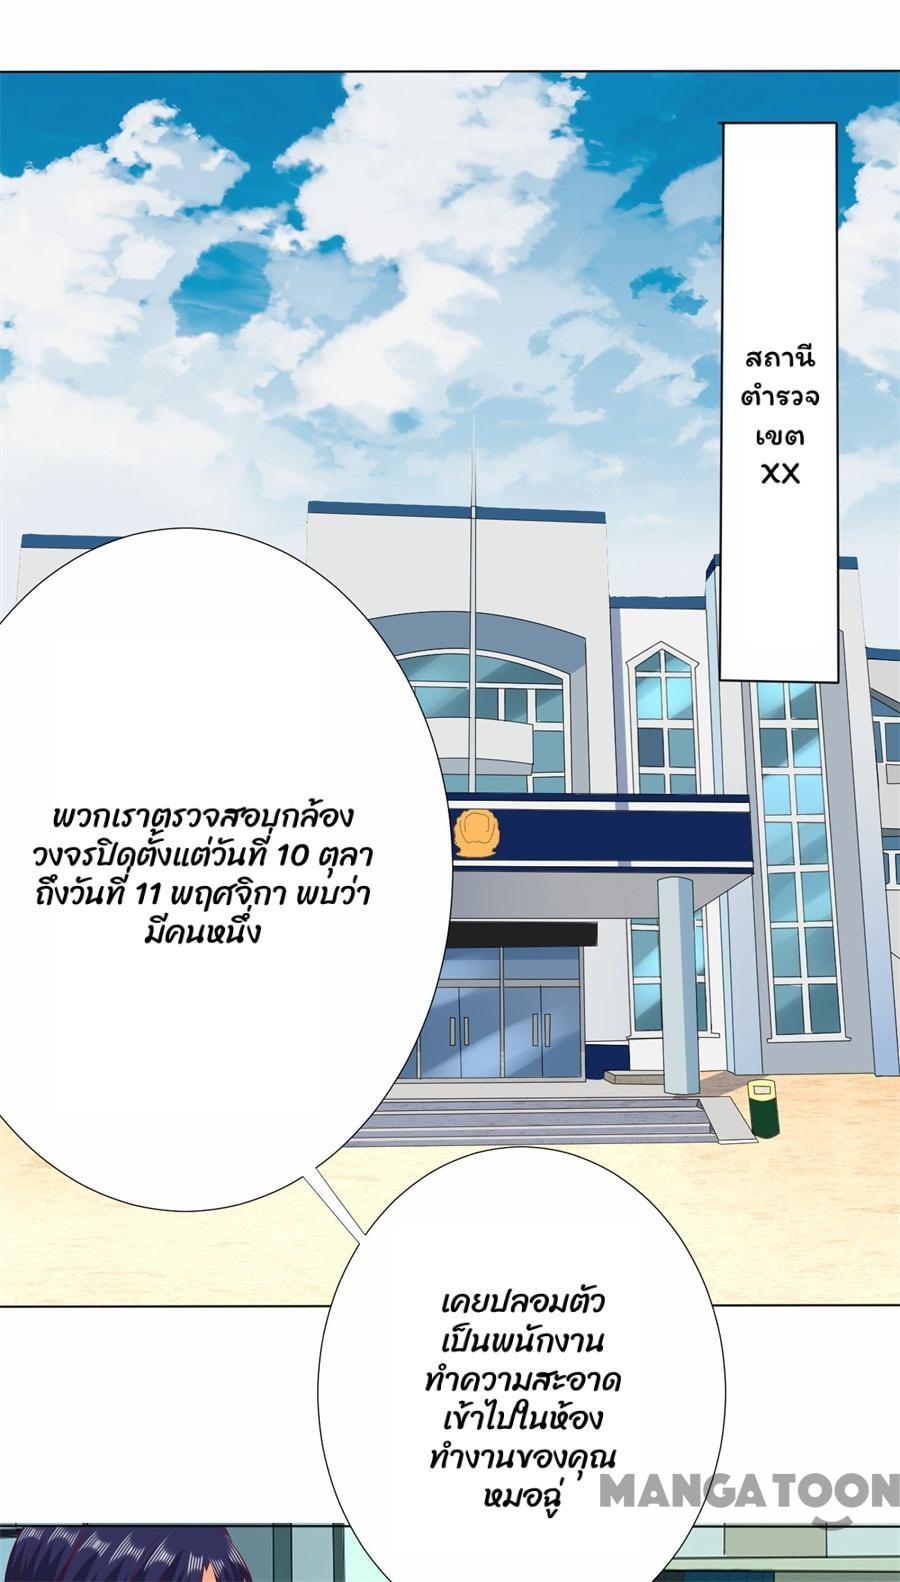 สถานี
ตำรวจ
เขต
XX
พวกเราตรวจสอบกล้อง
วงจรปิดตั้งแต่วันที่ 10 ตุลา
ถึงวันที่ 11 พฤศจิกา พบว่า
มีคนหนึ่ง
เคยปลอมตัว
เป็นพนักงาน
ทำความสะอาด
เข้าไปในห้อง
ทำงานของคุณ
หมอฉู่
MANGATOON